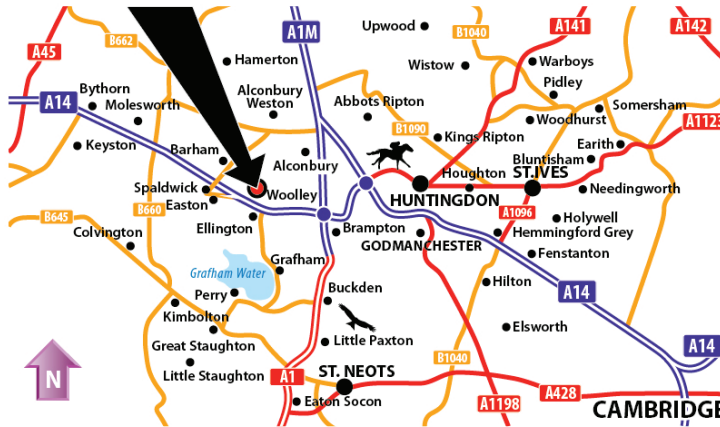 Upwood
A1M
B1040
A141
A142
A45
B662
Hamerton
Wistow
Warboys
Bythorn
Alconbury
Weston
Abbots Ripton
Pidley
A14
Molesworth
Somersham
Woodhurst
A1123
B1090
Kings Ripton
Keyston
Barham
Alconbury
Earith
Bluntisham
Houghton
ST.IVES
Spaldwick
Woolley
HUNTINGDON
Needingworth
Easton
B660
B645
A1096
Holywell
Colvington
Ellington
Brampton
Hemmingford Grey
GODMANCHESTER
Fenstanton
Grafham
Grafham Water
Hilton
Perry
Buckden
A14
Kimbolton
Elsworth
Great Staughton
Little Paxton
A14
B1040
N
Little Staughton
A1
ST. NEOTS
A428
Eaton Socon
A1198
CAMBRIDGE